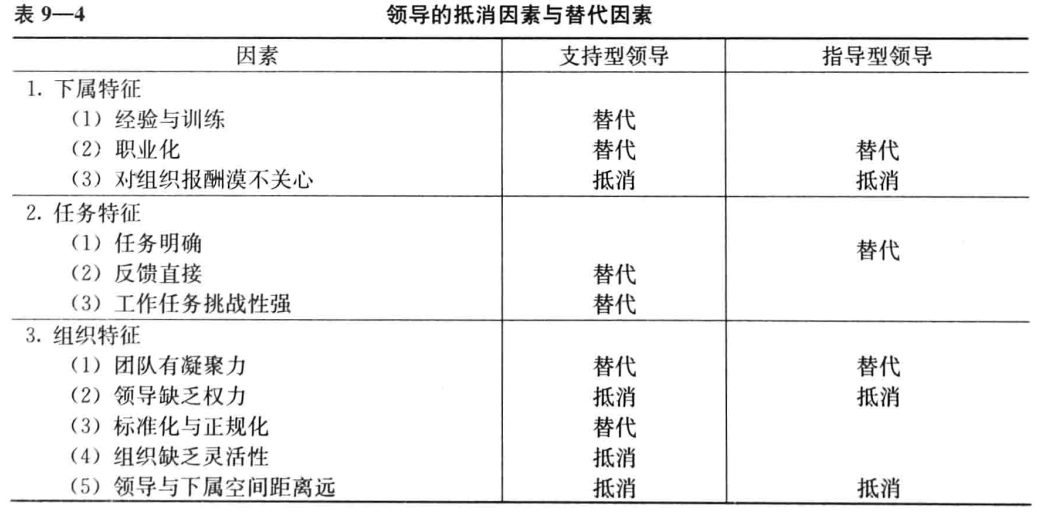 表 9—4 领导的抵消因素与替代因素
因素 支持型领导 指导型领导
1. 下属特征
(1) 经验与训练 替代
(2) 职业化 替代 替代
(3) 对组织报酬漠不关心 抵消 抵消
2. 任务特征
(1) 任务明确 替代
(2) 反馈直接 替代
(3) 工作任务挑战性强 替代
3. 组织特征
(1) 团队有凝聚力 替代 替代
(2) 领导缺乏权力 抵消 抵消
(3) 标准化与正规化 替代
(4) 组织缺乏灵活性 抵消
(5) 领导与下属空间距离远 抵消 抵消